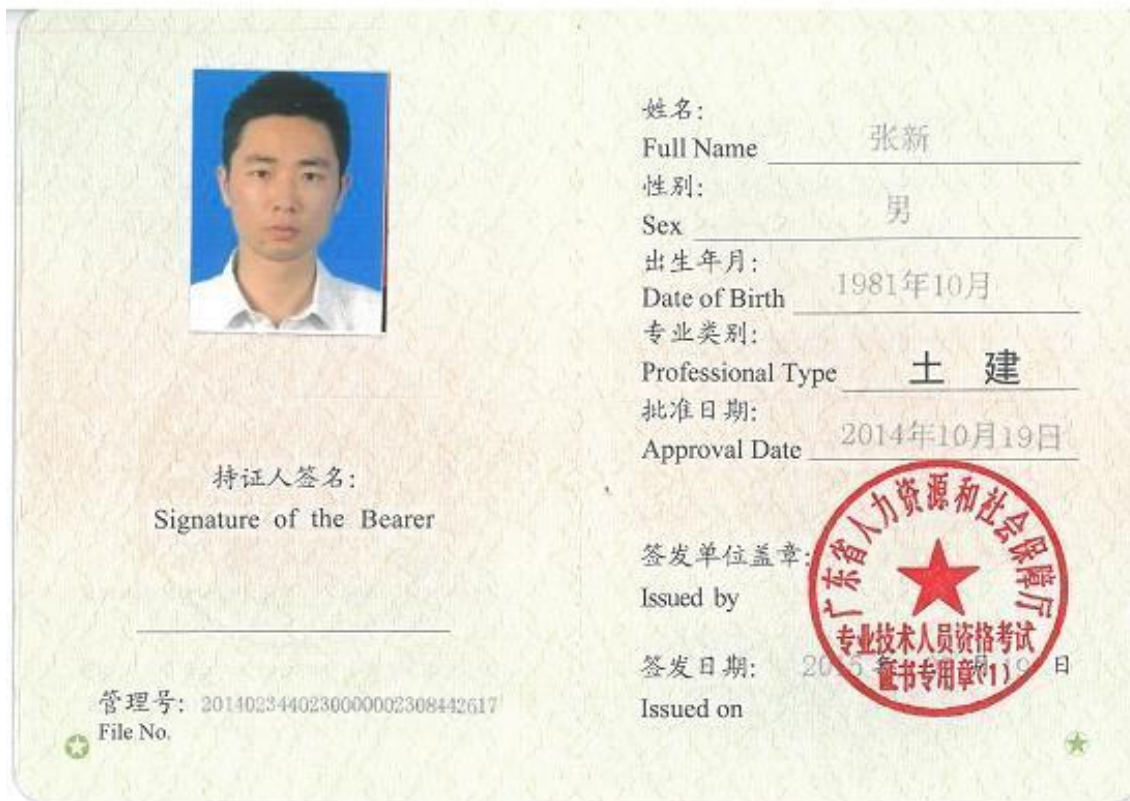 持证人签名:
Signature of the Bearer
管理号: 2014023440230000002308442617
File No.
姓名:
Full Name 张新
性别:
Sex 男
出生年月:
Date of Birth 1981年10月
专业类别:
Professional Type 土 建
批准日期:
Approval Date 2014年10月19日
签发单位盖章:
Issued by
广东省人力资源和社会保障厅
专业技术人员资格考试
证书专用章(1)
签发日期: 年 月 日
Issued on